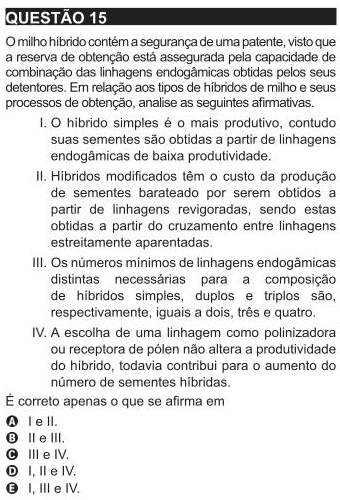 QUESTÃO 15
O milho híbrido contém a segurança de uma patente, visto que
a reserva de obtenção está assegurada pela capacidade de
combinação das linhagens endogâmicas obtidas pelos seus
detentores. Em relação aos tipos de híbridos de milho e seus
processos de obtenção, analise as seguintes afirmativas.
I. O híbrido simples é o mais produtivo, contudo
suas sementes são obtidas a partir de linhagens
endogâmicas de baixa produtividade.
II. Híbridos modificados têm o custo da produção
de sementes barateado por serem obtidos a
partir de linhagens revigoradas, sendo estas
obtidas a partir do cruzamento entre linhagens
estreitamente aparentadas.
III. Os números mínimos de linhagens endogâmicas
distintas necessárias para a composição
de híbridos simples, duplos e triplos são,
respectivamente, iguais a dois, três e quatro.
IV. A escolha de uma linhagem como polinizadora
ou receptora de pólen não altera a produtividade
do híbrido, todavia contribui para o aumento do
número de sementes híbridas.
É correto apenas o que se afirma em
A I e II.
B II e III.
C III e IV.
D I, II e IV.
E I, III e IV.